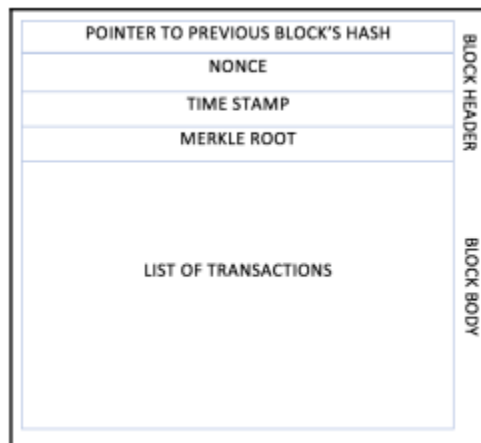 POINTER TO PREVIOUS BLOCK'S HASH
NONCE
TIME STAMP
MERKLE ROOT
BLOCK HEADER
LIST OF TRANSACTIONS
BLOCK BODY